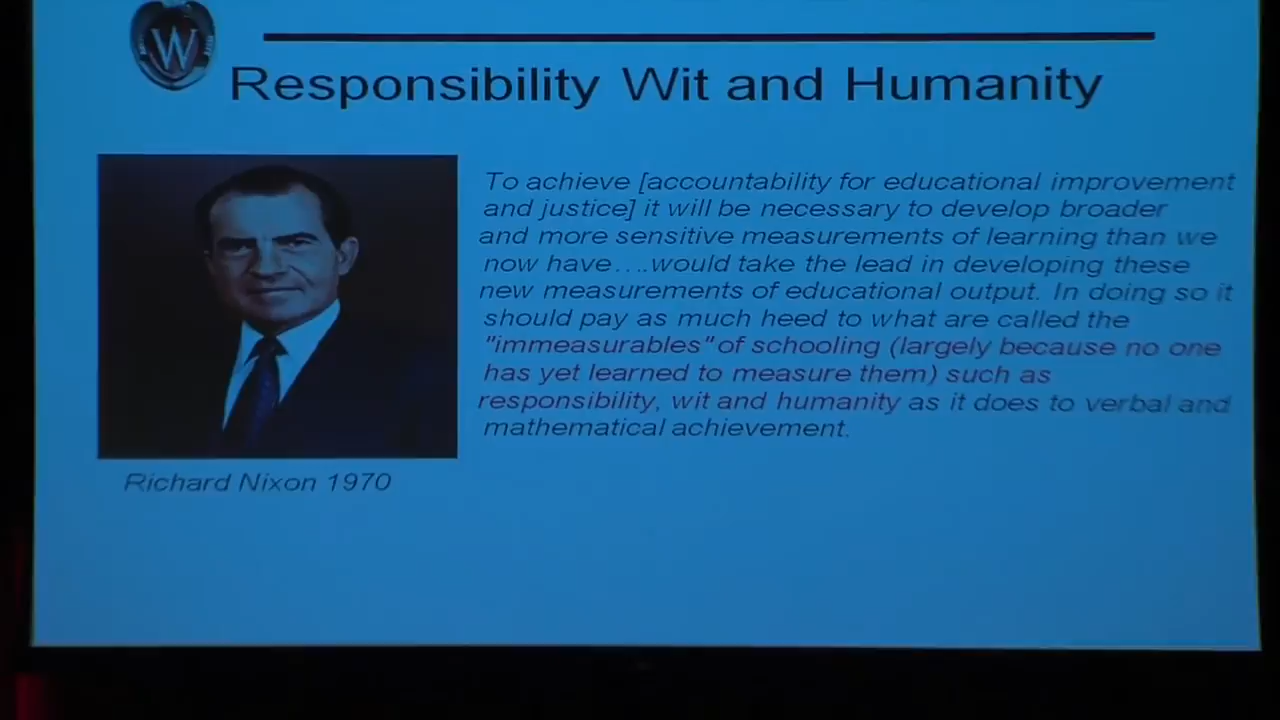 W
Responsibility Wit and Humanity
To achieve [accountability for educational improvement
and justice] it will be necessary to develop broader
and more sensitive measurements of learning than we
now have....would take the lead in developing these
new measurements of educational output. In doing so it
should pay as much heed to what are called the
"immeasurables" of schooling (largely because no one
has yet learned to measure them) such as
responsibility, wit and humanity as it does to verbal and
mathematical achievement.
Richard Nixon 1970